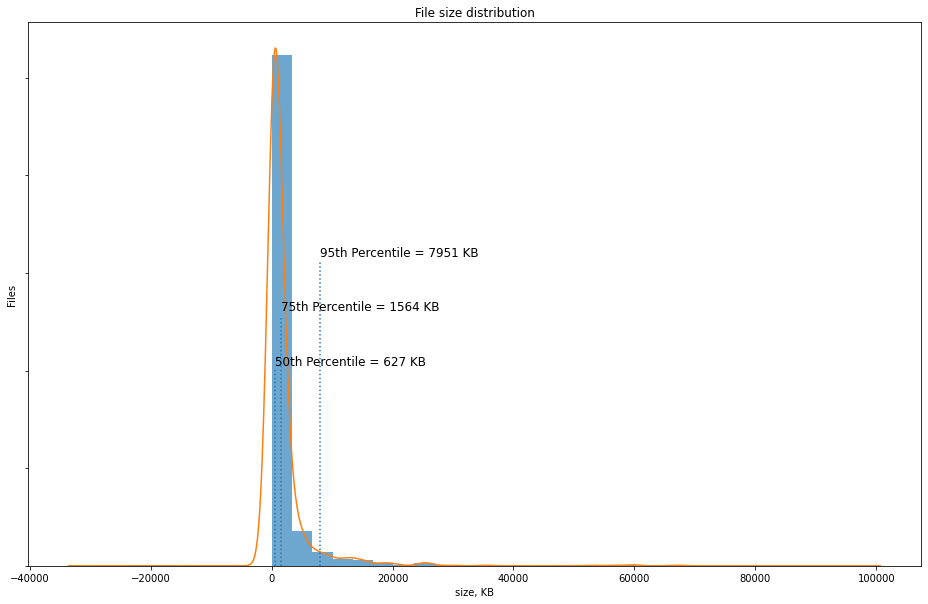 File size distribution
95th Percentile = 7951 KB
75th Percentile = 1564 KB
Files
50th Percentile = 627 KB
−40000 −20000 0 20000 40000 60000 80000 100000
size, KB